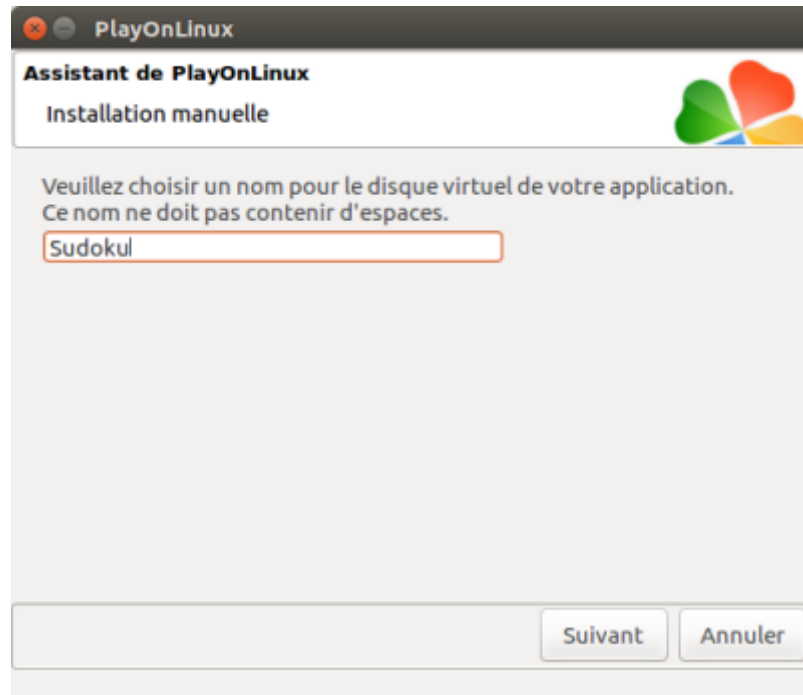 PlayOnLinux
Assistant de PlayOnLinux
Installation manuelle
Veuillez choisir un nom pour le disque virtuel de votre application.
Ce nom ne doit pas contenir d'espaces.
Sudoku
Suivant
Annuler